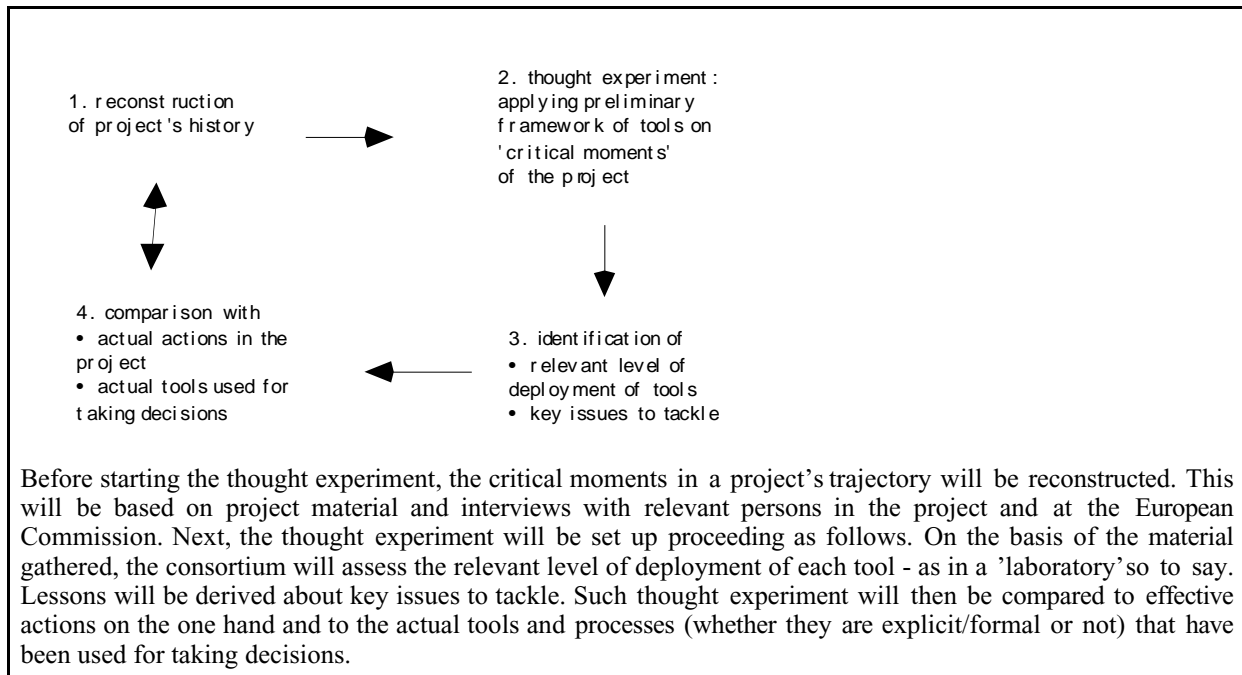 1. reconstruction
of project's history
2. thought experiment:
applying preliminary
framework of tools on
'critical moments'
of the project
3. identification of
• relevant level of
deployment of tools
• key issues to tackle
4. comparison with
• actual actions in the
project
• actual tools used for
taking decisions
Before starting the thought experiment, the critical moments in a project's trajectory will be reconstructed. This
will be based on project material and interviews with relevant persons in the project and at the European
Commission. Next, the thought experiment will be set up proceeding as follows. On the basis of the material
gathered, the consortium will assess the relevant level of deployment of each tool - as in a 'laboratory'so to say.
Lessons will be derived about key issues to tackle. Such thought experiment will then be compared to effective
actions on the one hand and to the actual tools and processes (whether they are explicit/formal or not) that have
been used for taking decisions.